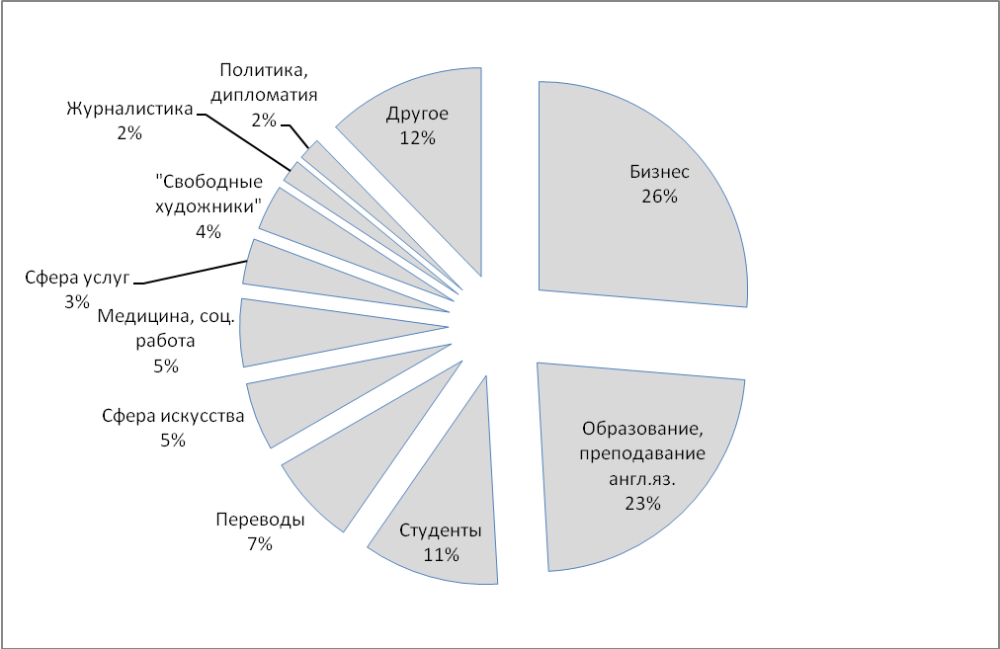 Политика,
дипломатия
2%
Журналистика
2%
"Свободные
художники"
4%
Сфера услуг
3%
Медицина, соц.
работа
5%
Сфера искусства
5%
Переводы
7%
Студенты
11%
Образование,
преподавание
англ.яз.
23%
Бизнес
26%
Другое
12%